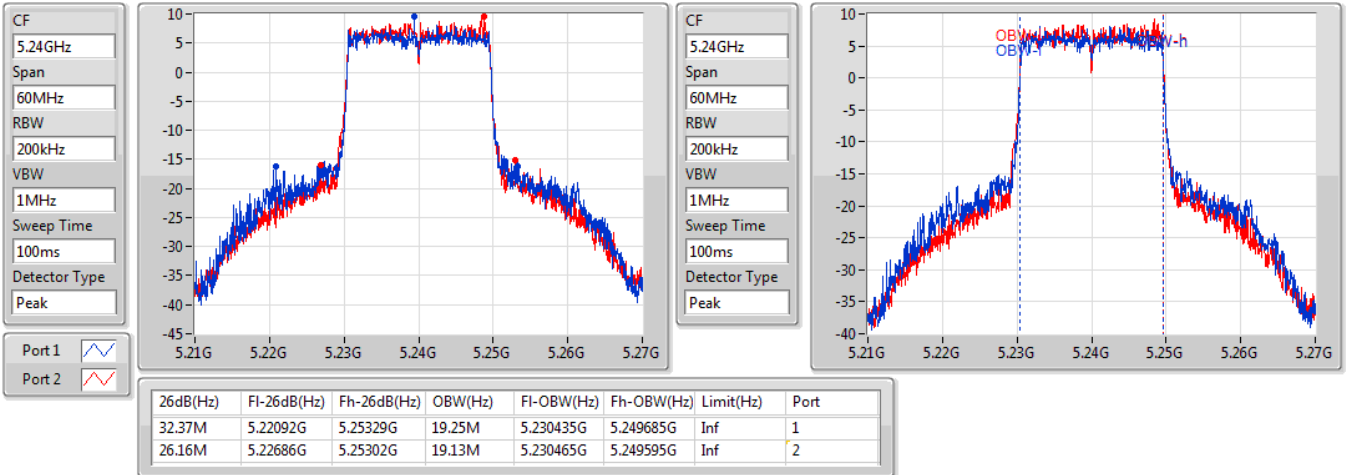 CF
5.24GHz
Span
60MHz
RBW
200kHz
VBW
1MHz
Sweep Time
100ms
Detector Type
Peak
Port 1
Port 2
10
5
0
-5
-10
-15
-20
-25
-30
-35
-40
-45
5.21G 5.22G 5.23G 5.24G 5.25G 5.26G 5.27G
CF
5.24GHz
Span
60MHz
RBW
200kHz
VBW
1MHz
Sweep Time
100ms
Detector Type
Peak
10
5
0
-5
-10
-15
-20
-25
-30
-35
-40
5.21G 5.22G 5.23G 5.24G 5.25G 5.26G 5.27G
26dB(Hz) Fl-26dB(Hz) Fh-26dB(Hz) OBW(Hz) Fl-OBW(Hz) Fh-OBW(Hz) Limit(Hz) Port
32.37M 5.22092G 5.25329G 19.25M 5.230435G 5.249685G Inf 1
26.16M 5.22686G 5.25302G 19.13M 5.230465G 5.249595G Inf 2